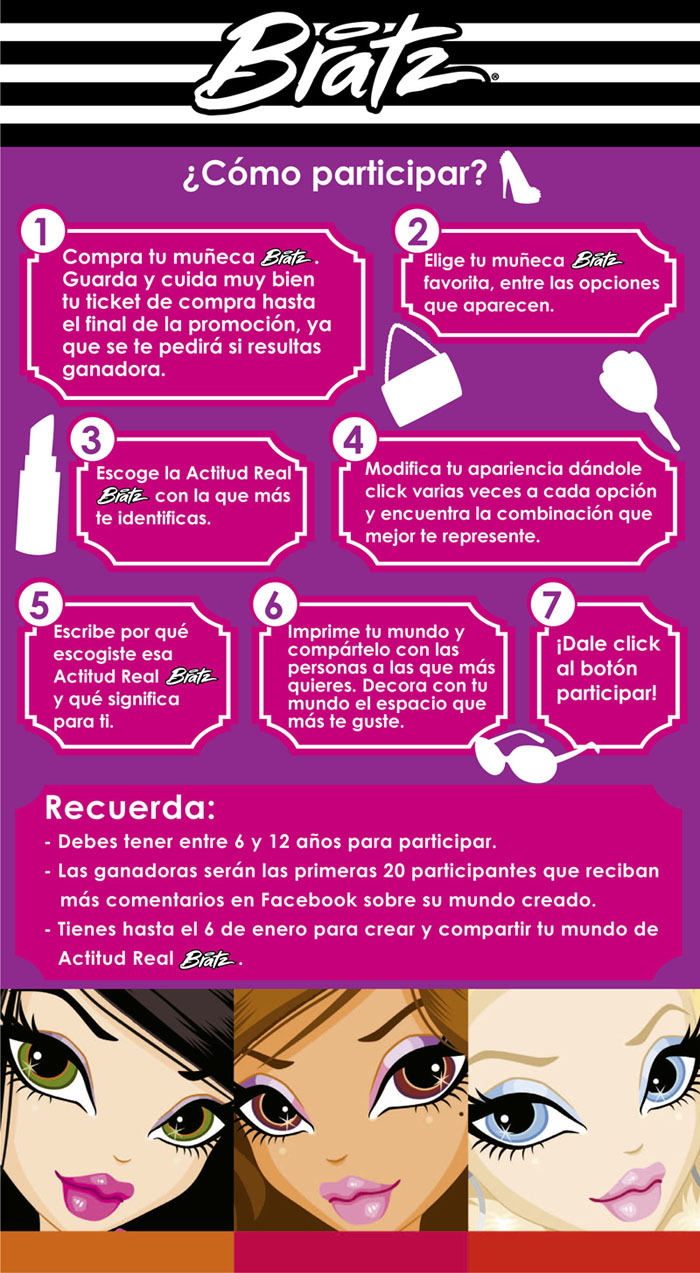 Bratz®
¿Cómo participar?
1
Compra tu muñeca Bratz.
Guarda y cuida muy bien
tu ticket de compra hasta
el final de la promoción, ya
que se te pedirá si resultas
ganadora.
2
Elige tu muñeca Bratz
favorita, entre las opciones
que aparecen.
3
Escoge la Actitud Real
Bratz con la que más
te identificas.
4
Modifica tu apariencia dándole
click varias veces a cada opción
y encuentra la combinación que
mejor te represente.
5
Escribe por qué
escogiste esa
Actitud Real Bratz
y qué significa
para ti.
6
Imprime tu mundo y
compártelo con las
personas a las que más
quieres. Decora con tu
mundo el espacio que
más te guste.
7
¡Dale click
al botón
participar!
Recuerda:
- Debes tener entre 6 y 12 años para participar.
- Las ganadoras serán las primeras 20 participantes que reciban
más comentarios en Facebook sobre su mundo creado.
- Tienes hasta el 6 de enero para crear y compartir tu mundo de
Actitud Real Bratz.